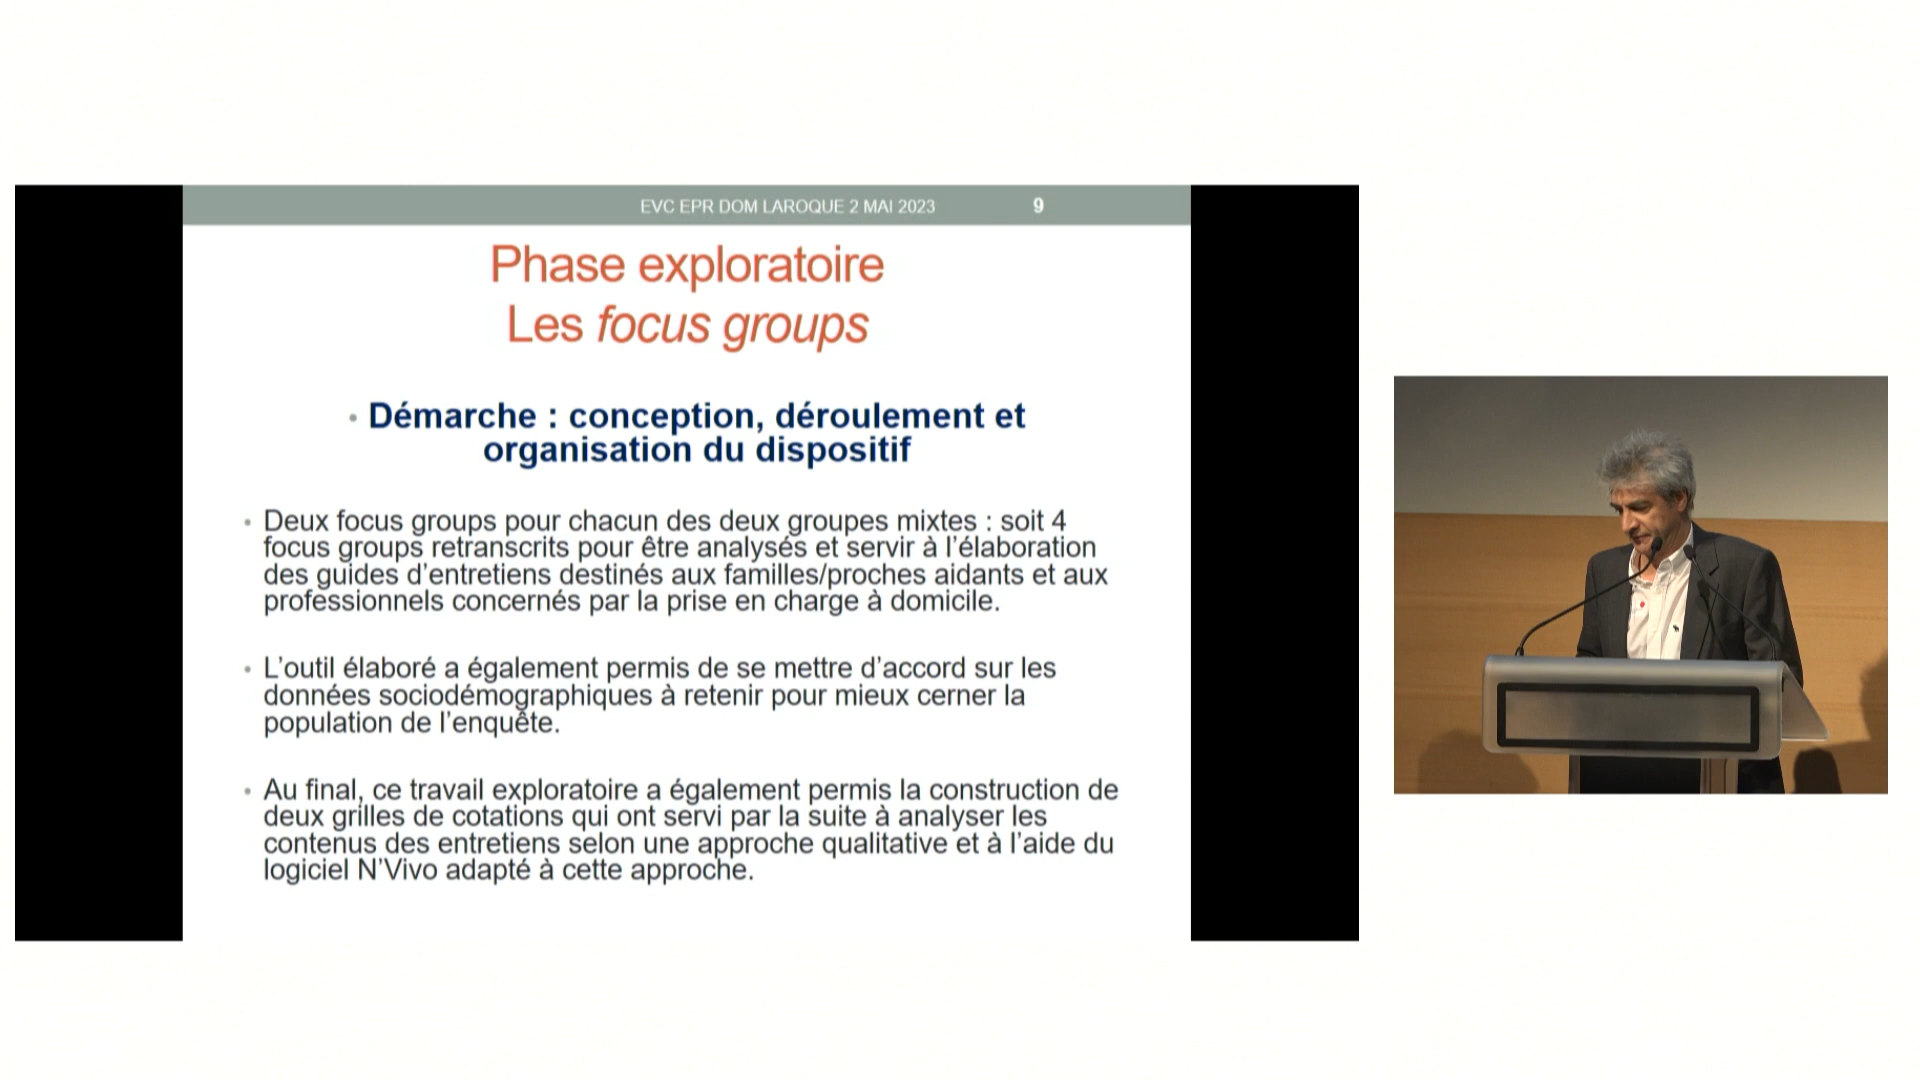 EVC EPR DOM LAROQUE 2 MAI 2023 9
Phase exploratoire
Les focus groups
• Démarche : conception, déroulement et
organisation du dispositif
• Deux focus groups pour chacun des deux groupes mixtes : soit 4
focus groups retranscrits pour être analysés et servir à l’élaboration
des guides d’entretiens destinés aux familles/proches aidants et aux
professionnels concernés par la prise en charge à domicile.
• L’outil élaboré a également permis de se mettre d’accord sur les
données sociodémographiques à retenir pour mieux cerner la
population de l’enquête.
• Au final, ce travail exploratoire a également permis la construction de
deux grilles de cotations qui ont servi par la suite à analyser les
contenus des entretiens selon une approche qualitative et à l’aide du
logiciel N’Vivo adapté à cette approche.